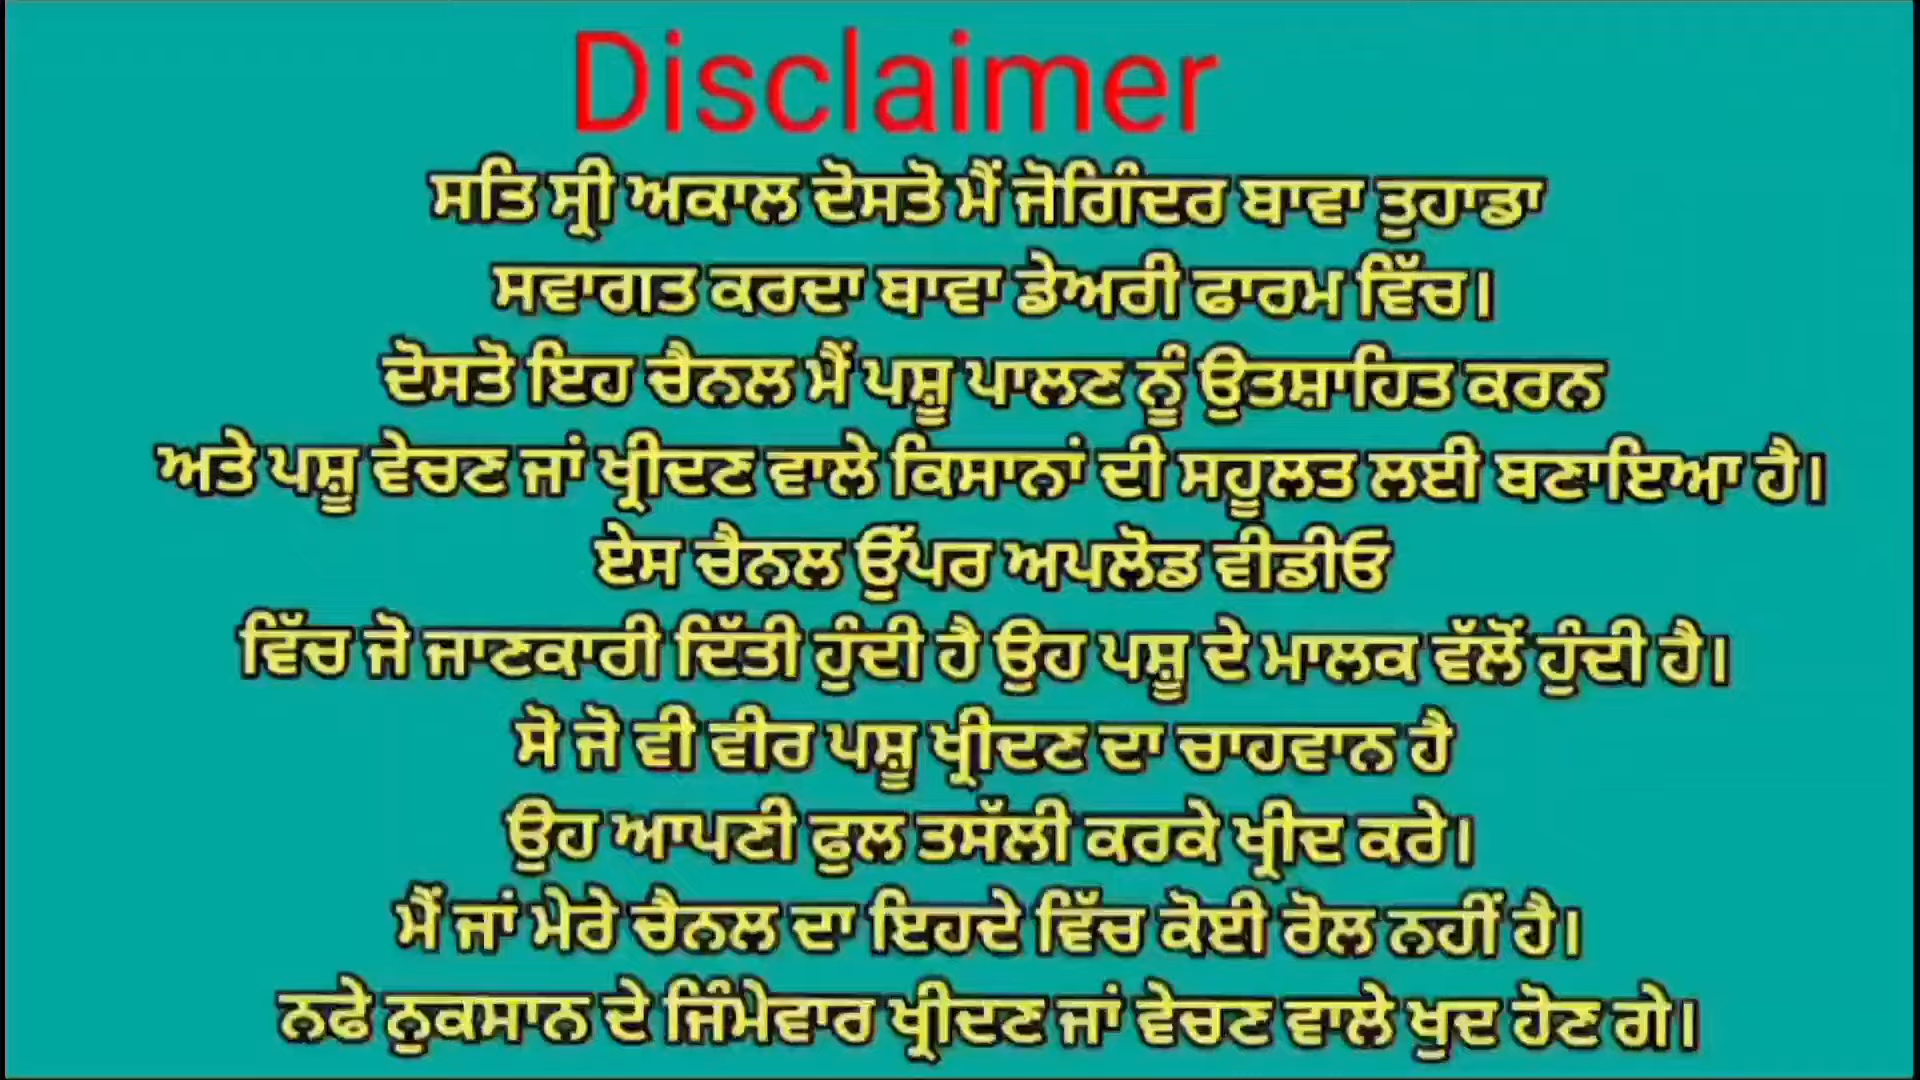 Disclaimer
ਸਤਿ ਸ੍ਰੀ ਅਕਾਲ ਦੋਸਤੋ ਮੈਂ ਜੋਗਿੰਦਰ ਬਾਵਾ ਤੁਹਾਡਾ
ਸਵਾਗਤ ਕਰਦਾ ਬਾਵਾ ਡੇਅਰੀ ਫਾਰਮ ਵਿੱਚ।
ਦੋਸਤੋ ਇਹ ਚੈਨਲ ਮੈਂ ਪਸ਼ੂ ਪਾਲਣ ਨੂੰ ਉਤਸ਼ਾਹਿਤ ਕਰਨ
ਅਤੇ ਪਸ਼ੂ ਵੇਚਣ ਜਾਂ ਖ੍ਰੀਦਣ ਵਾਲੇ ਕਿਸਾਨਾਂ ਦੀ ਸਹੂਲਤ ਲਈ ਬਣਾਇਆ ਹੈ।
ਏਸ ਚੈਨਲ ਉੱਪਰ ਅਪਲੋਡ ਵੀਡੀਓ
ਵਿੱਚ ਜੋ ਜਾਣਕਾਰੀ ਦਿੱਤੀ ਹੁੰਦੀ ਹੈ ਉਹ ਪਸ਼ੂ ਦੇ ਮਾਲਕ ਵੱਲੋਂ ਹੁੰਦੀ ਹੈ।
ਸੋ ਜੋ ਵੀ ਵੀਰ ਪਸ਼ੂ ਖ੍ਰੀਦਣ ਦਾ ਚਾਹਵਾਨ ਹੈ
ਉਹ ਆਪਣੀ ਫੁਲ ਤਸੱਲੀ ਕਰਕੇ ਖ੍ਰੀਦ ਕਰੇ।
ਮੈਂ ਜਾਂ ਮੇਰੇ ਚੈਨਲ ਦਾ ਇਹਦੇ ਵਿੱਚ ਕੋਈ ਰੋਲ ਨਹੀਂ ਹੈ।
ਨਫੇ ਨੁਕਸਾਨ ਦੇ ਜਿੰਮੇਵਾਰ ਖ੍ਰੀਦਣ ਜਾਂ ਵੇਚਣ ਵਾਲੇ ਖੁਦ ਹੋਣ ਗੇ।